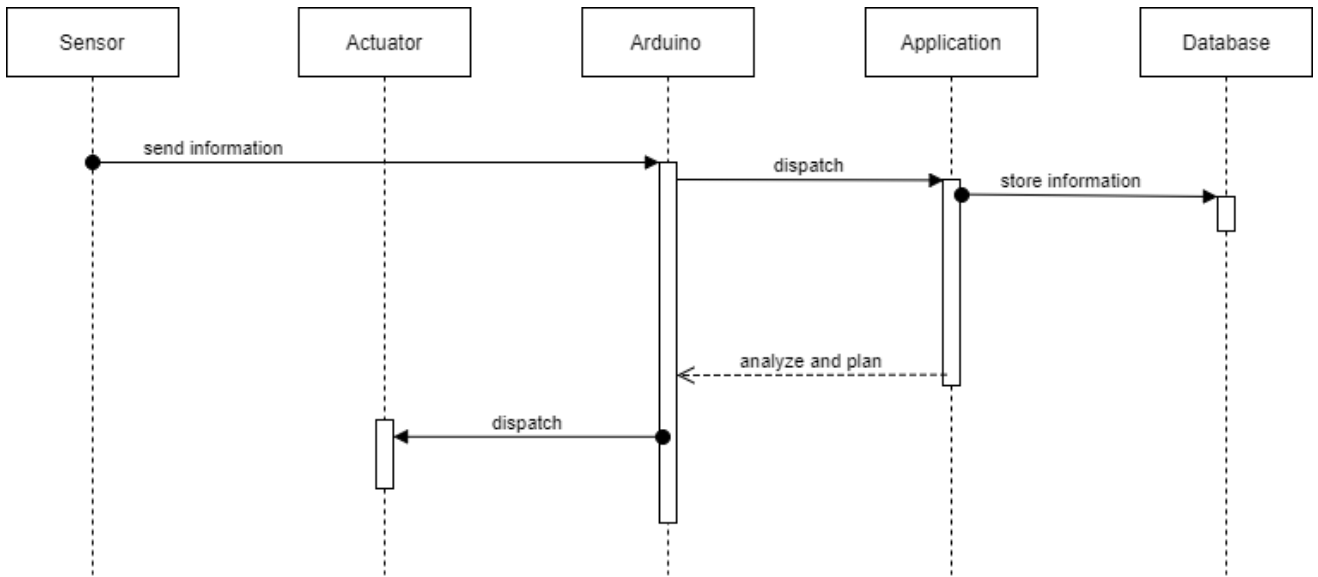 Sensor
Actuator
Arduino
Application
Database
send information
dispatch
store information
analyze and plan
dispatch